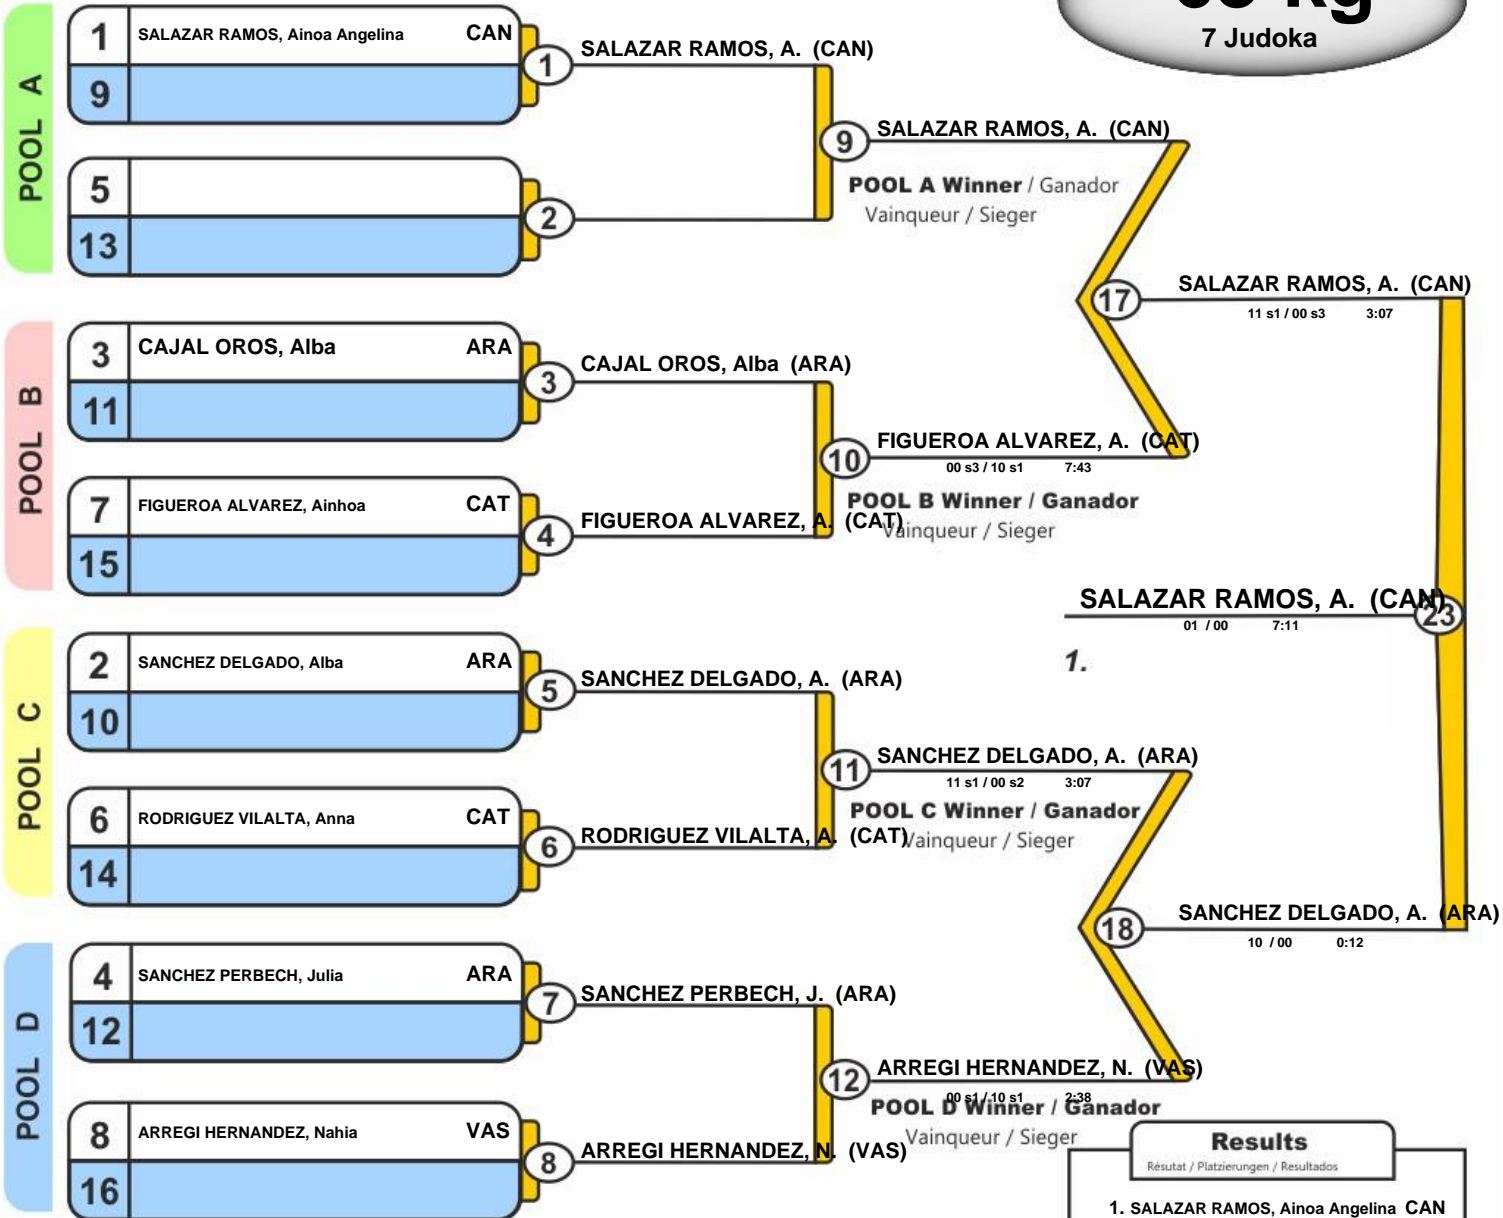 kg
7 Judoka
POOL A
1 SALAZAR RAMOS, Ainoa Angelina CAN
9
1
SALAZAR RAMOS, A. (CAN)
5
13
2
9
SALAZAR RAMOS, A. (CAN)
POOL A Winner / Ganador
Vainqueur / Sieger
POOL B
3 CAJAL OROS, Alba ARA
11
3
CAJAL OROS, Alba (ARA)
7 FIGUEROA ALVAREZ, Ainhoa CAT
15
4
FIGUEROA ALVAREZ, A. (CAT)
10
FIGUEROA ALVAREZ, A. (CAT)
00 s3 / 10 s1 7:43
POOL B Winner / Ganador
Vainqueur / Sieger
17
SALAZAR RAMOS, A. (CAN)
11 s1 / 00 s3 3:07
SALAZAR RAMOS, A. (CAN)
23
01 / 00 7:11
1.
POOL C
2 SANCHEZ DELGADO, Alba ARA
10
5
SANCHEZ DELGADO, A. (ARA)
6 RODRIGUEZ VILALTA, Anna CAT
14
6
RODRIGUEZ VILALTA, A. (CAT)
11
SANCHEZ DELGADO, A. (ARA)
11 s1 / 00 s2 3:07
POOL C Winner / Ganador
Vainqueur / Sieger
POOL D
4 SANCHEZ PERBECH, Julia ARA
12
7
SANCHEZ PERBECH, J. (ARA)
8 ARREGI HERNANDEZ, Nahia VAS
16
8
ARREGI HERNANDEZ, N. (VAS)
12
ARREGI HERNANDEZ, N. (VAS)
00 s1 / 10 s1 2:38
POOL D Winner / Ganador
Vainqueur / Sieger
18
SANCHEZ DELGADO, A. (ARA)
10 / 00 0:12
Results
Résutat / Platzierungen / Resultados
1. SALAZAR RAMOS, Ainoa Angelina CAN